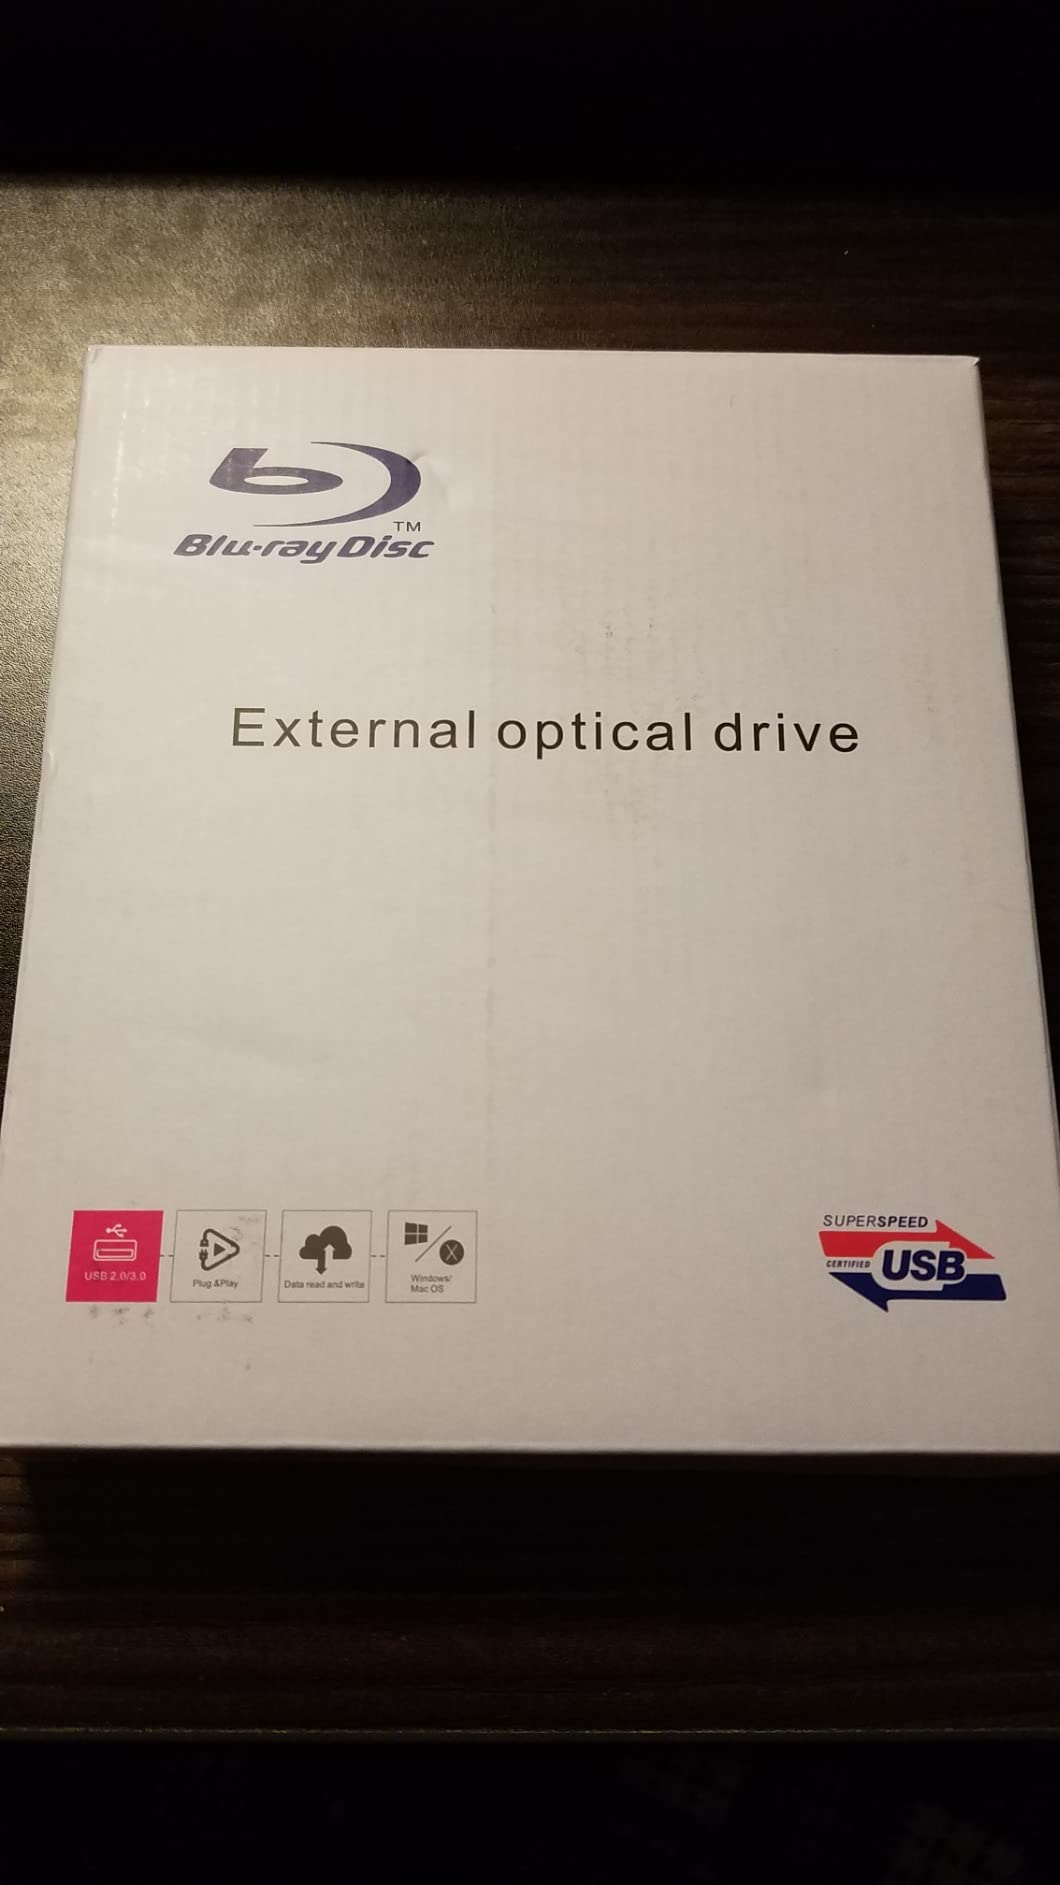 TM
Blu-ray Disc
External optical drive
USB 2.0/3.0
Plug &Play
Data read and write
Windows/
Mac OS
SUPERSPEED
CERTIFIED USB